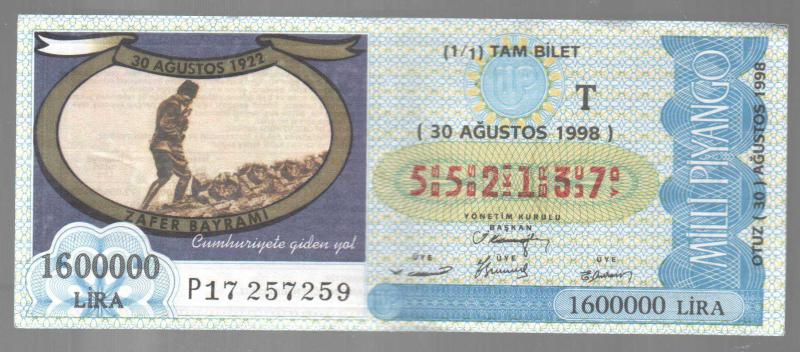 30 AĞUSTOS 1922
ZAFER BAYRAMI
Cumhuriyete giden yol
1600000
LİRA
P17 257259
(1/1) TAM BİLET
MP
T
( 30 AĞUSTOS 1998 )
5 5 2 1 3 7
YÖNETİM KURULU
BAŞKAN
ÜYE ÜYE ÜYE
1600000 LİRA
MİLLİ PİYANGO
OTUZ ( 30 ) AĞUSTOS 1998